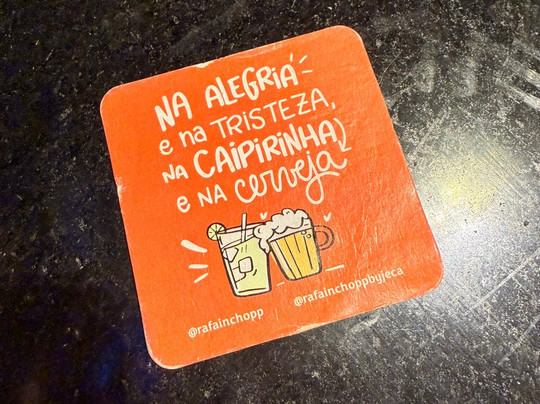 NA ALEGRIA
e na TRISTEZA,
NA CAIPIRINHA
E NA cerveja
@rafainchopp | @rafainchoppbyjeca